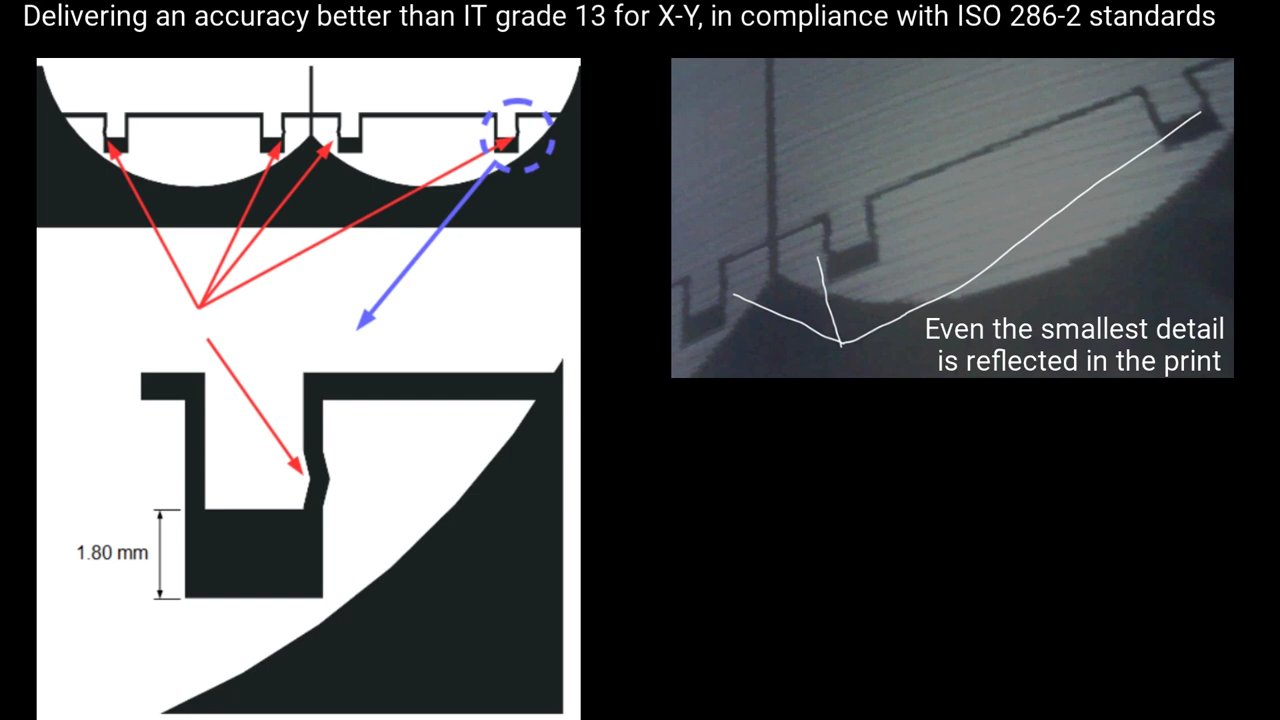 Delivering an accuracy better than IT grade 13 for X-Y, in compliance with ISO 286-2 standards
Even the smallest detail
is reflected in the print
1.80 mm